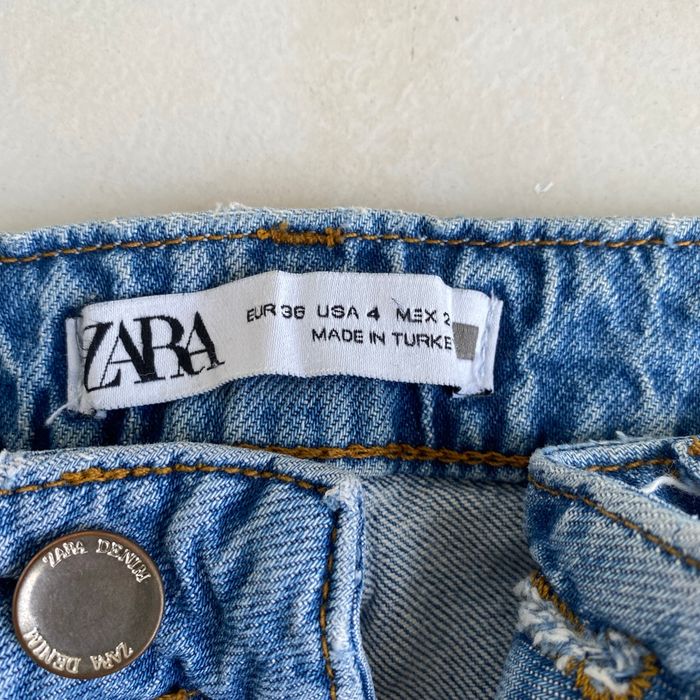 ZARA
EUR 36 USA 4 MEX 2
MADE IN TURKE
ZARA DENIM
ZARA DENIM